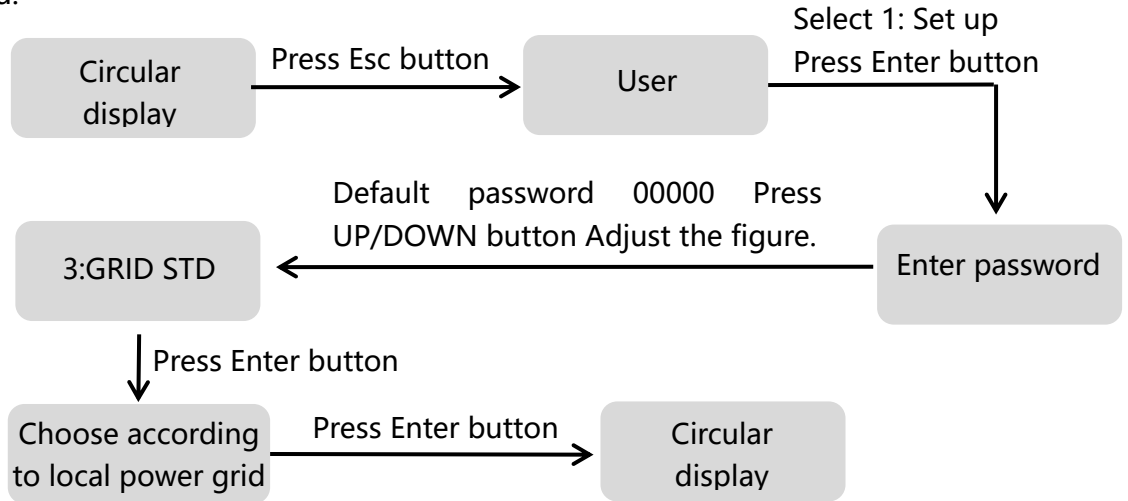 Select 1: Set up
Circular
display
Press Esc button
User
Press Enter button
Default password 00000 Press
UP/DOWN button Adjust the figure.
3:GRID STD
Enter password
Press Enter button
Choose according
to local power grid
Press Enter button
Circular
display